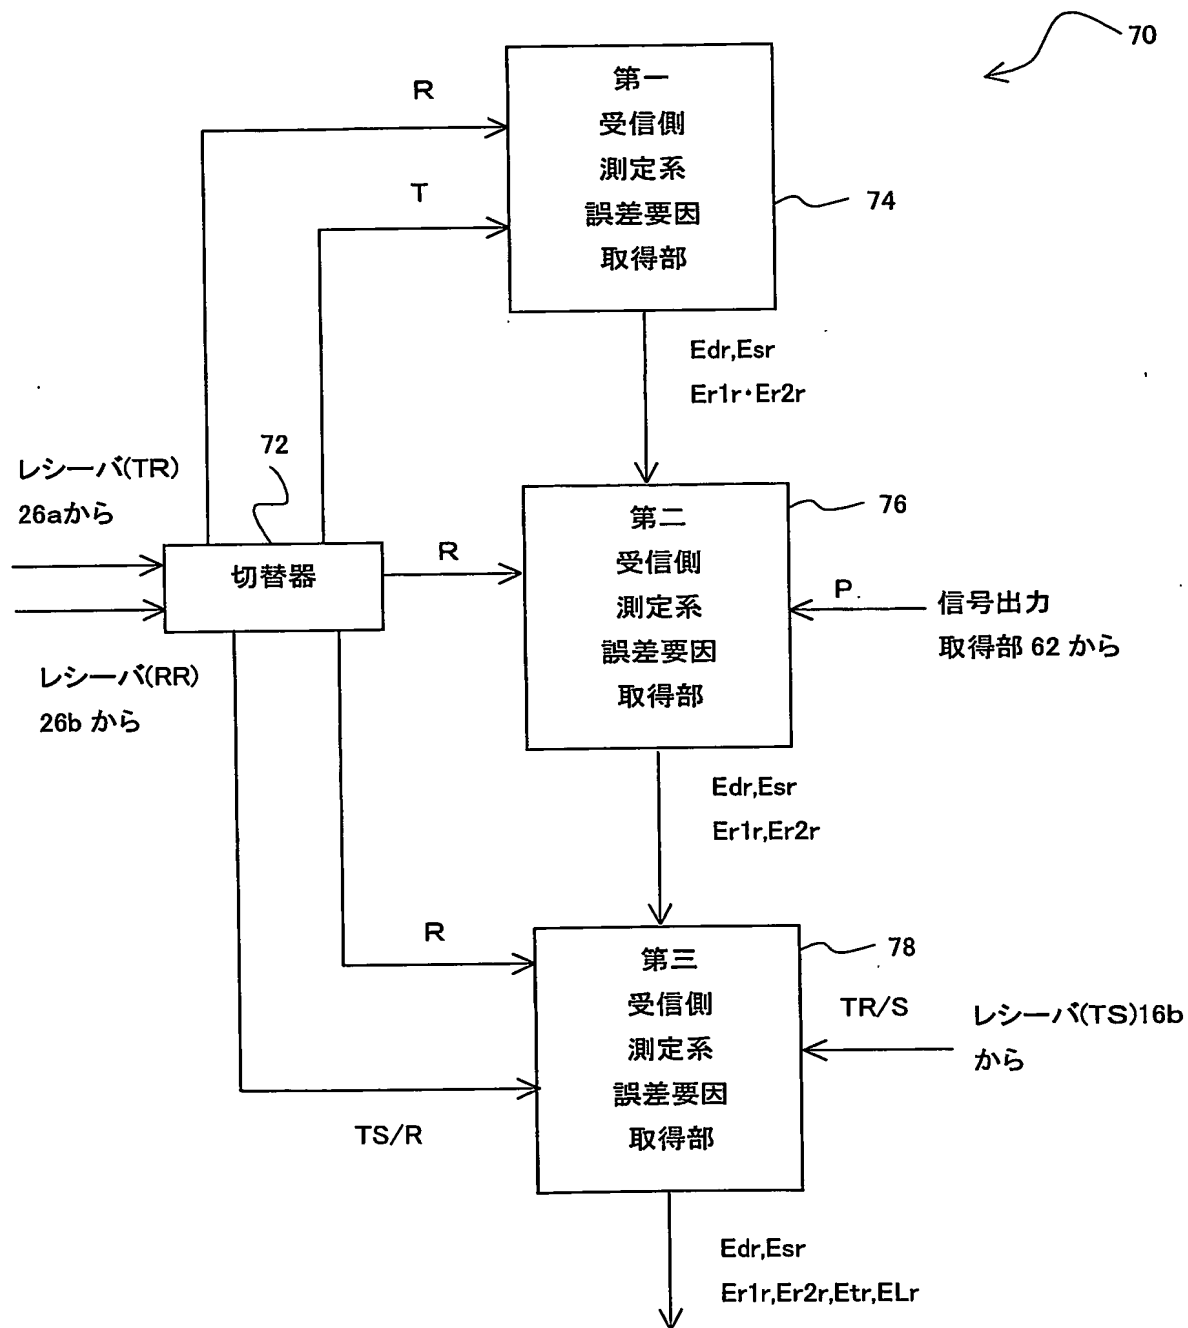 70
R
第一
受信側
測定系
誤差要因
取得部
T
74
Edr,Esr
Er1r・Er2r
72
レシーバ(TR)
26aから
切替器
レシーバ(RR)
26b から
R
第二
受信側
測定系
誤差要因
取得部
76
P
信号出力
取得部 62 から
Edr,Esr
Er1r,Er2r
R
第三
受信側
測定系
誤差要因
取得部
78
TR/S
レシーバ(TS)16b
から
TS/R
Edr,Esr
Er1r,Er2r,Etr,ELr